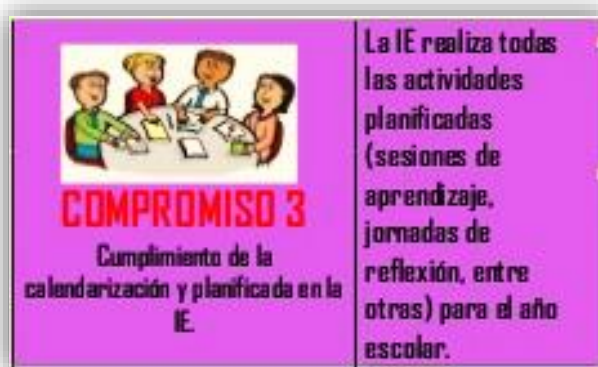 COMPROMISO 3
Cumplimiento de la
calendarización y planificada en la
IE.
La IE realiza todas
las actividades
planificadas
(sesiones de
aprendizaje,
jornadas de
reflexión, entre
otras) para el año
escolar.